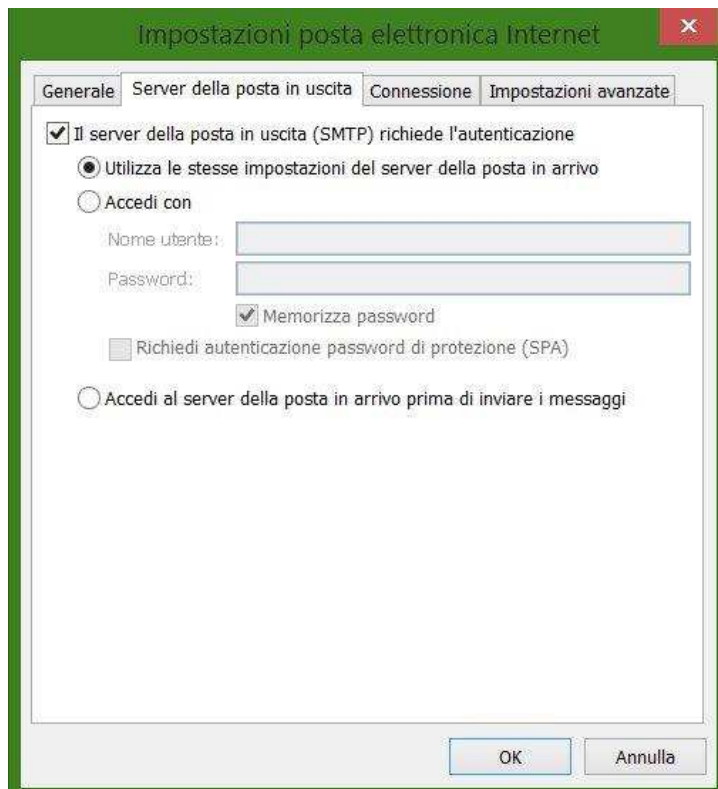 Impostazioni posta elettronica Internet
Generale Server della posta in uscita Connessione Impostazioni avanzate
Il server della posta in uscita (SMTP) richiede l'autenticazione
Utilizza le stesse impostazioni del server della posta in arrivo
Accedi con
Nome utente:
Password:
Memorizza password
Richiedi autenticazione password di protezione (SPA)
Accedi al server della posta in arrivo prima di inviare i messaggi
OK Annulla